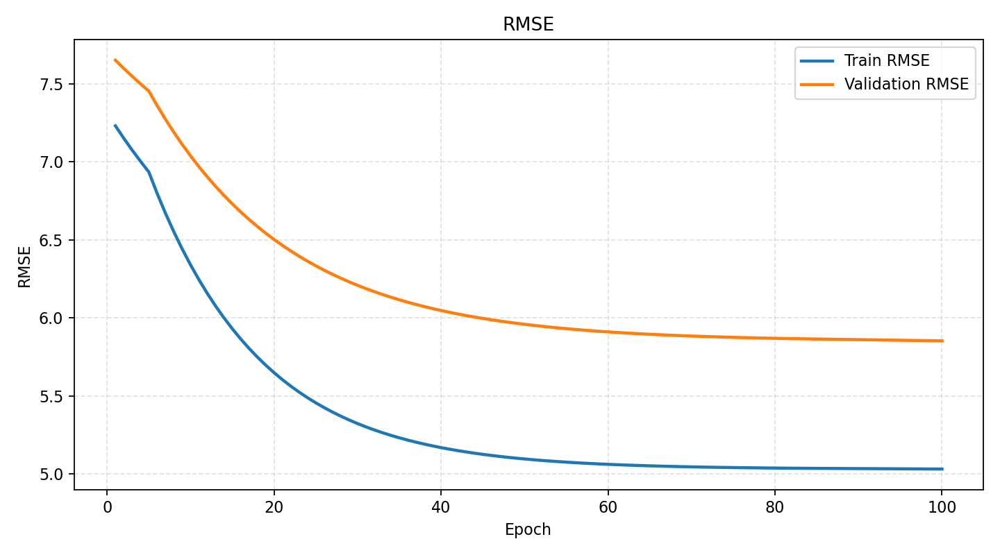 RMSE
Train RMSE
Validation RMSE
7.5
7.0
6.5
6.0
5.5
5.0
RMSE
0 20 40 60 80 100
Epoch